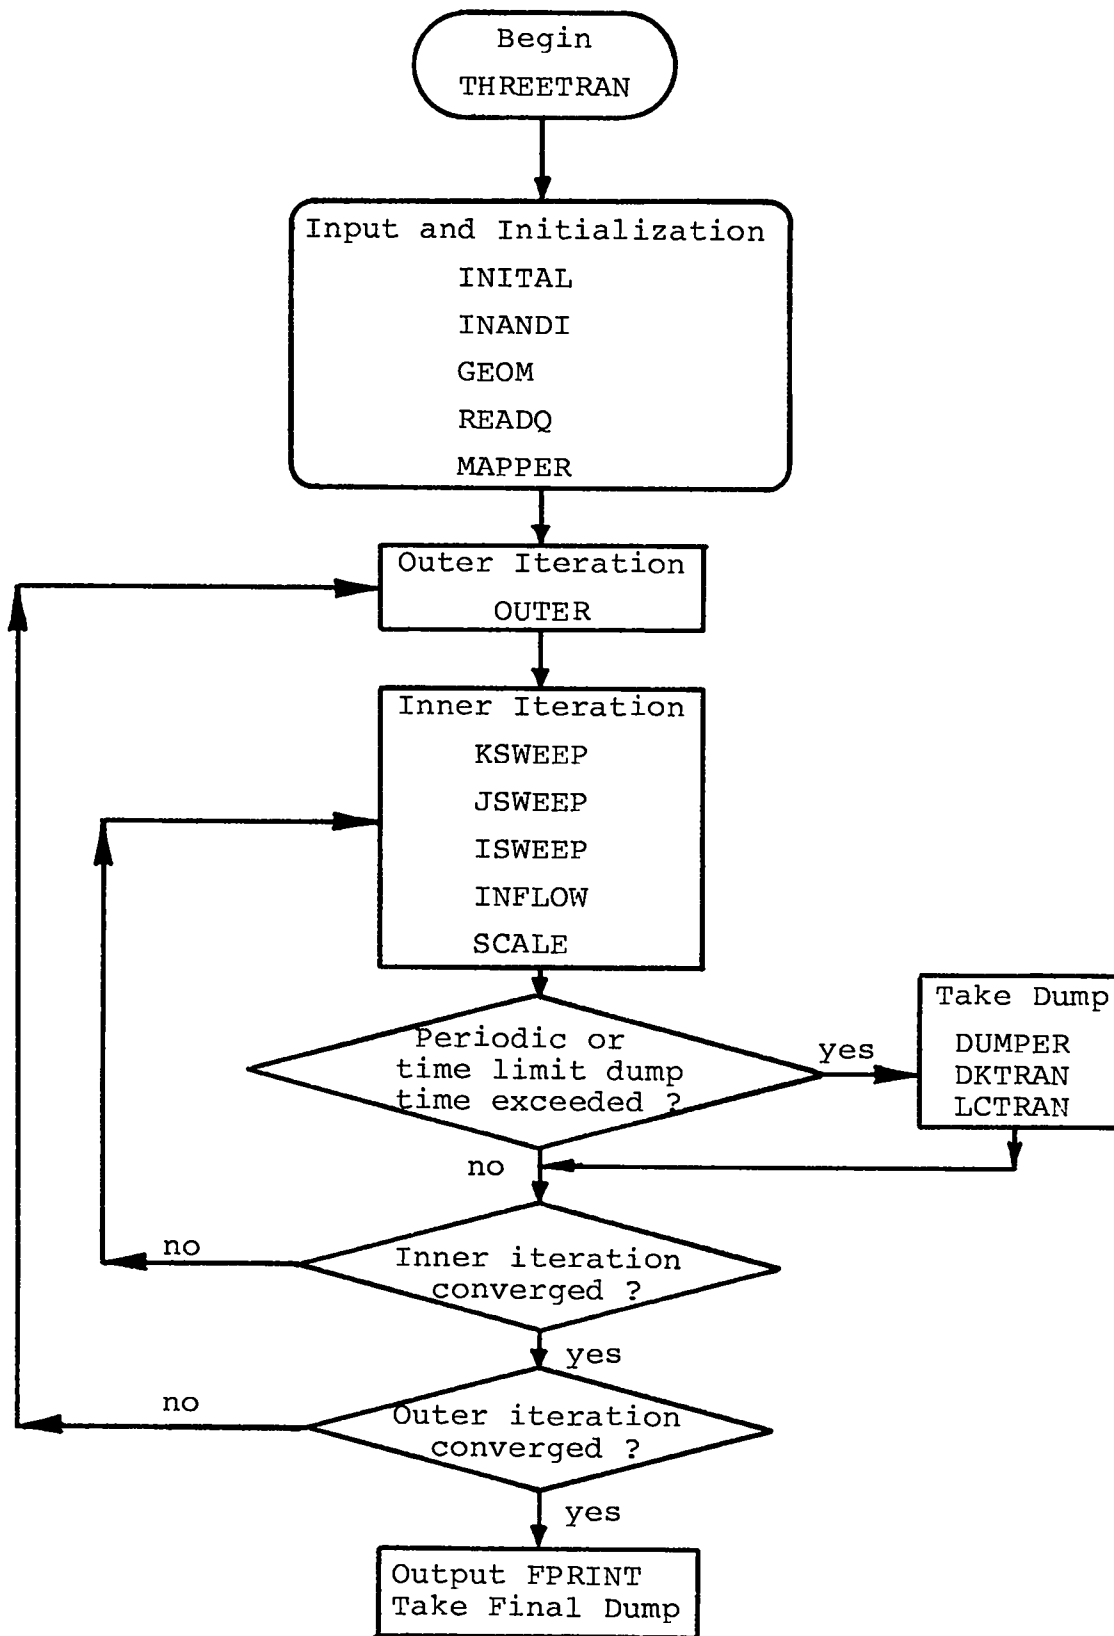 Begin
THREETRAN
Input and Initialization
INITAL
INANDI
GEOM
READQ
MAPPER
Outer Iteration
OUTER
Inner Iteration
KSWEEP
JSWEEP
ISWEEP
INFLOW
SCALE
Periodic or
time limit dump
time exceeded ?
yes
Take Dump
DUMPER
DKTRAN
LCTRAN
no
Inner iteration
converged ?
no
yes
Outer iteration
converged ?
no
yes
Output FPRINT
Take Final Dump